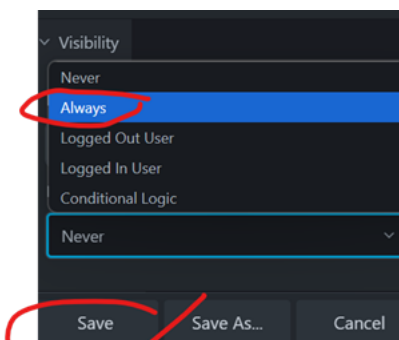 Visibility
Never
Always
Logged Out User
Logged In User
Conditional Logic
Never
Save Save As... Cancel